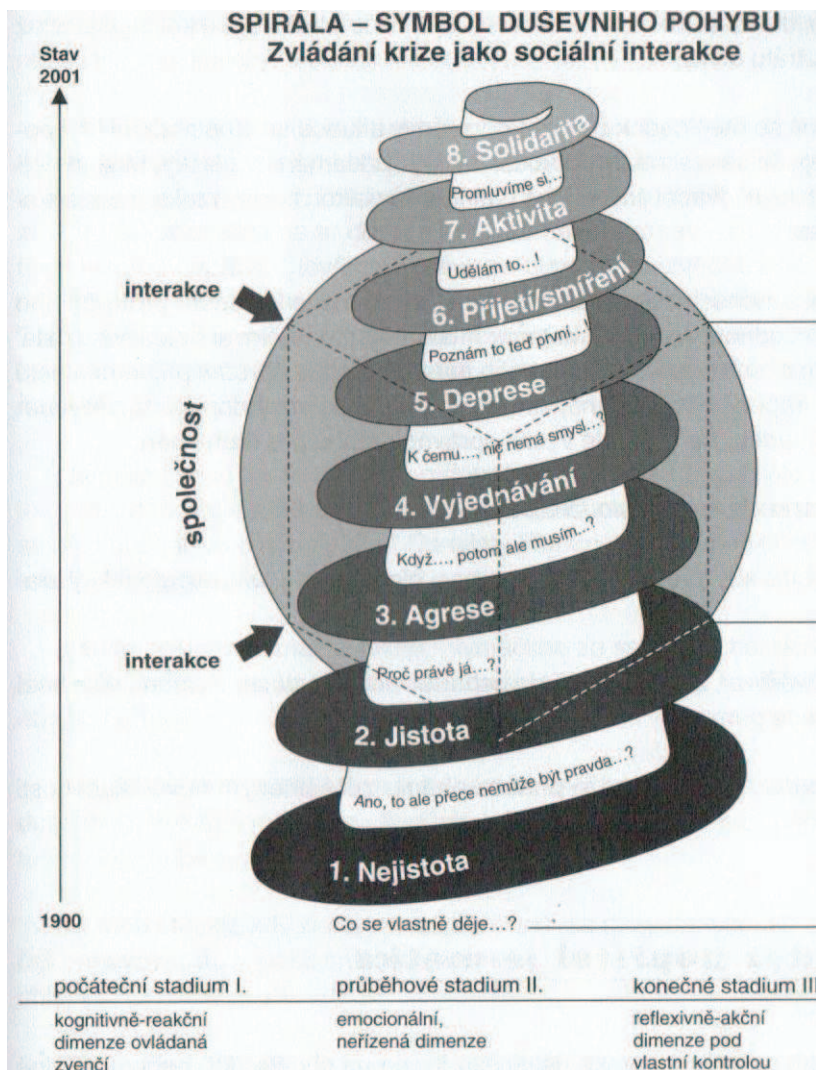 SPIRÁLA – SYMBOL DUŠEVNIHO POHYBU
Zvládání krize jako sociální interakce
Stav
2001
8. Solidarita
Promluvíme si...
7. Aktivita
Udělám to...!
interakce
6. Přijetí/smíření
Poznám to teď první...!
5. Deprese
K čemu..., nic nemá smysl..?
společnost
4. Vyjednávání
Když..., potom ale musím...?
3. Agrese
interakce
Proč právě já...?
2. Jistota
Ano, to ale přece nemůže být pravda...?
1. Nejistota
1900
Co se vlastně děje...?
počáteční stadium I.
průběhové stadium II.
konečné stadium III
kognitivně-reakční
dimenze ovládaná
zvenčí
emocionální,
neřízená dimenze
reflexivně-akční
dimenze pod
vlastní kontrolou